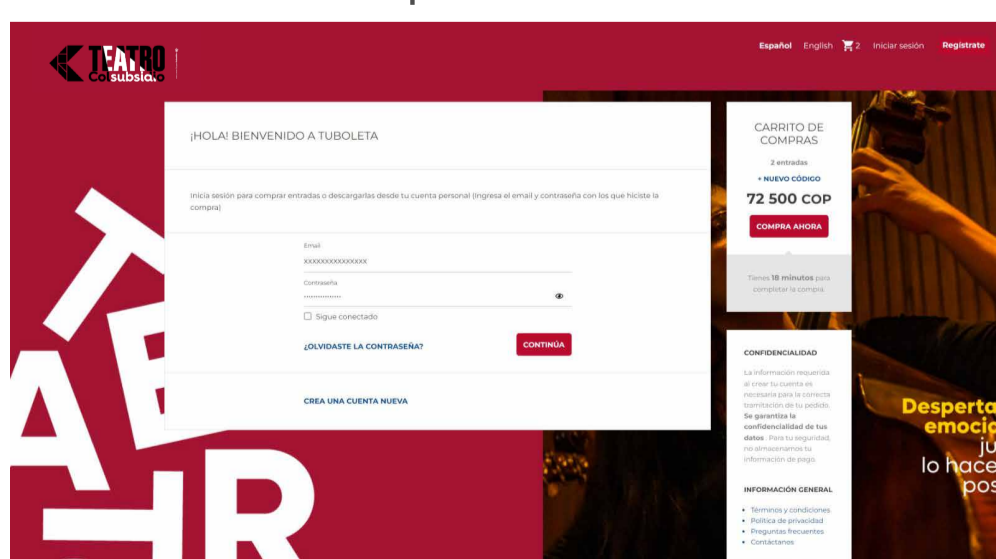 TEATRO
Colsubsidio
Español English 2 Iniciar sesión Regístrate
¡HOLA! BIENVENIDO A TUBOLETA
Inicia sesión para comprar entradas o descargarlas desde tu cuenta personal (Ingresa el email y contraseña con los que hiciste la
compra)
Email
xxxxxxxxxxxxxxx
Contraseña
...............
Sigue conectado
¿OLVIDASTE LA CONTRASEÑA?
CONTINÚA
CREA UNA CUENTA NUEVA
CARRITO DE
COMPRAS
2 entradas
+ NUEVO CÓDIGO
72 500 COP
COMPRA AHORA
Tienes 18 minutos para
completar la compra
CONFIDENCIALIDAD
La información requerida
al crear tu cuenta es
necesaria para la correcta
tramitación de tu pedido.
Se garantiza la
confidencialidad de tus
datos . Para tu seguridad,
no almacenamos tu
información de pago.
INFORMACIÓN GENERAL
• Términos y condiciones
• Política de privacidad
• Preguntas frecuentes
• Contáctanos
Desperta
emocio
ju
lo hace
pos
T
E
A
T
R